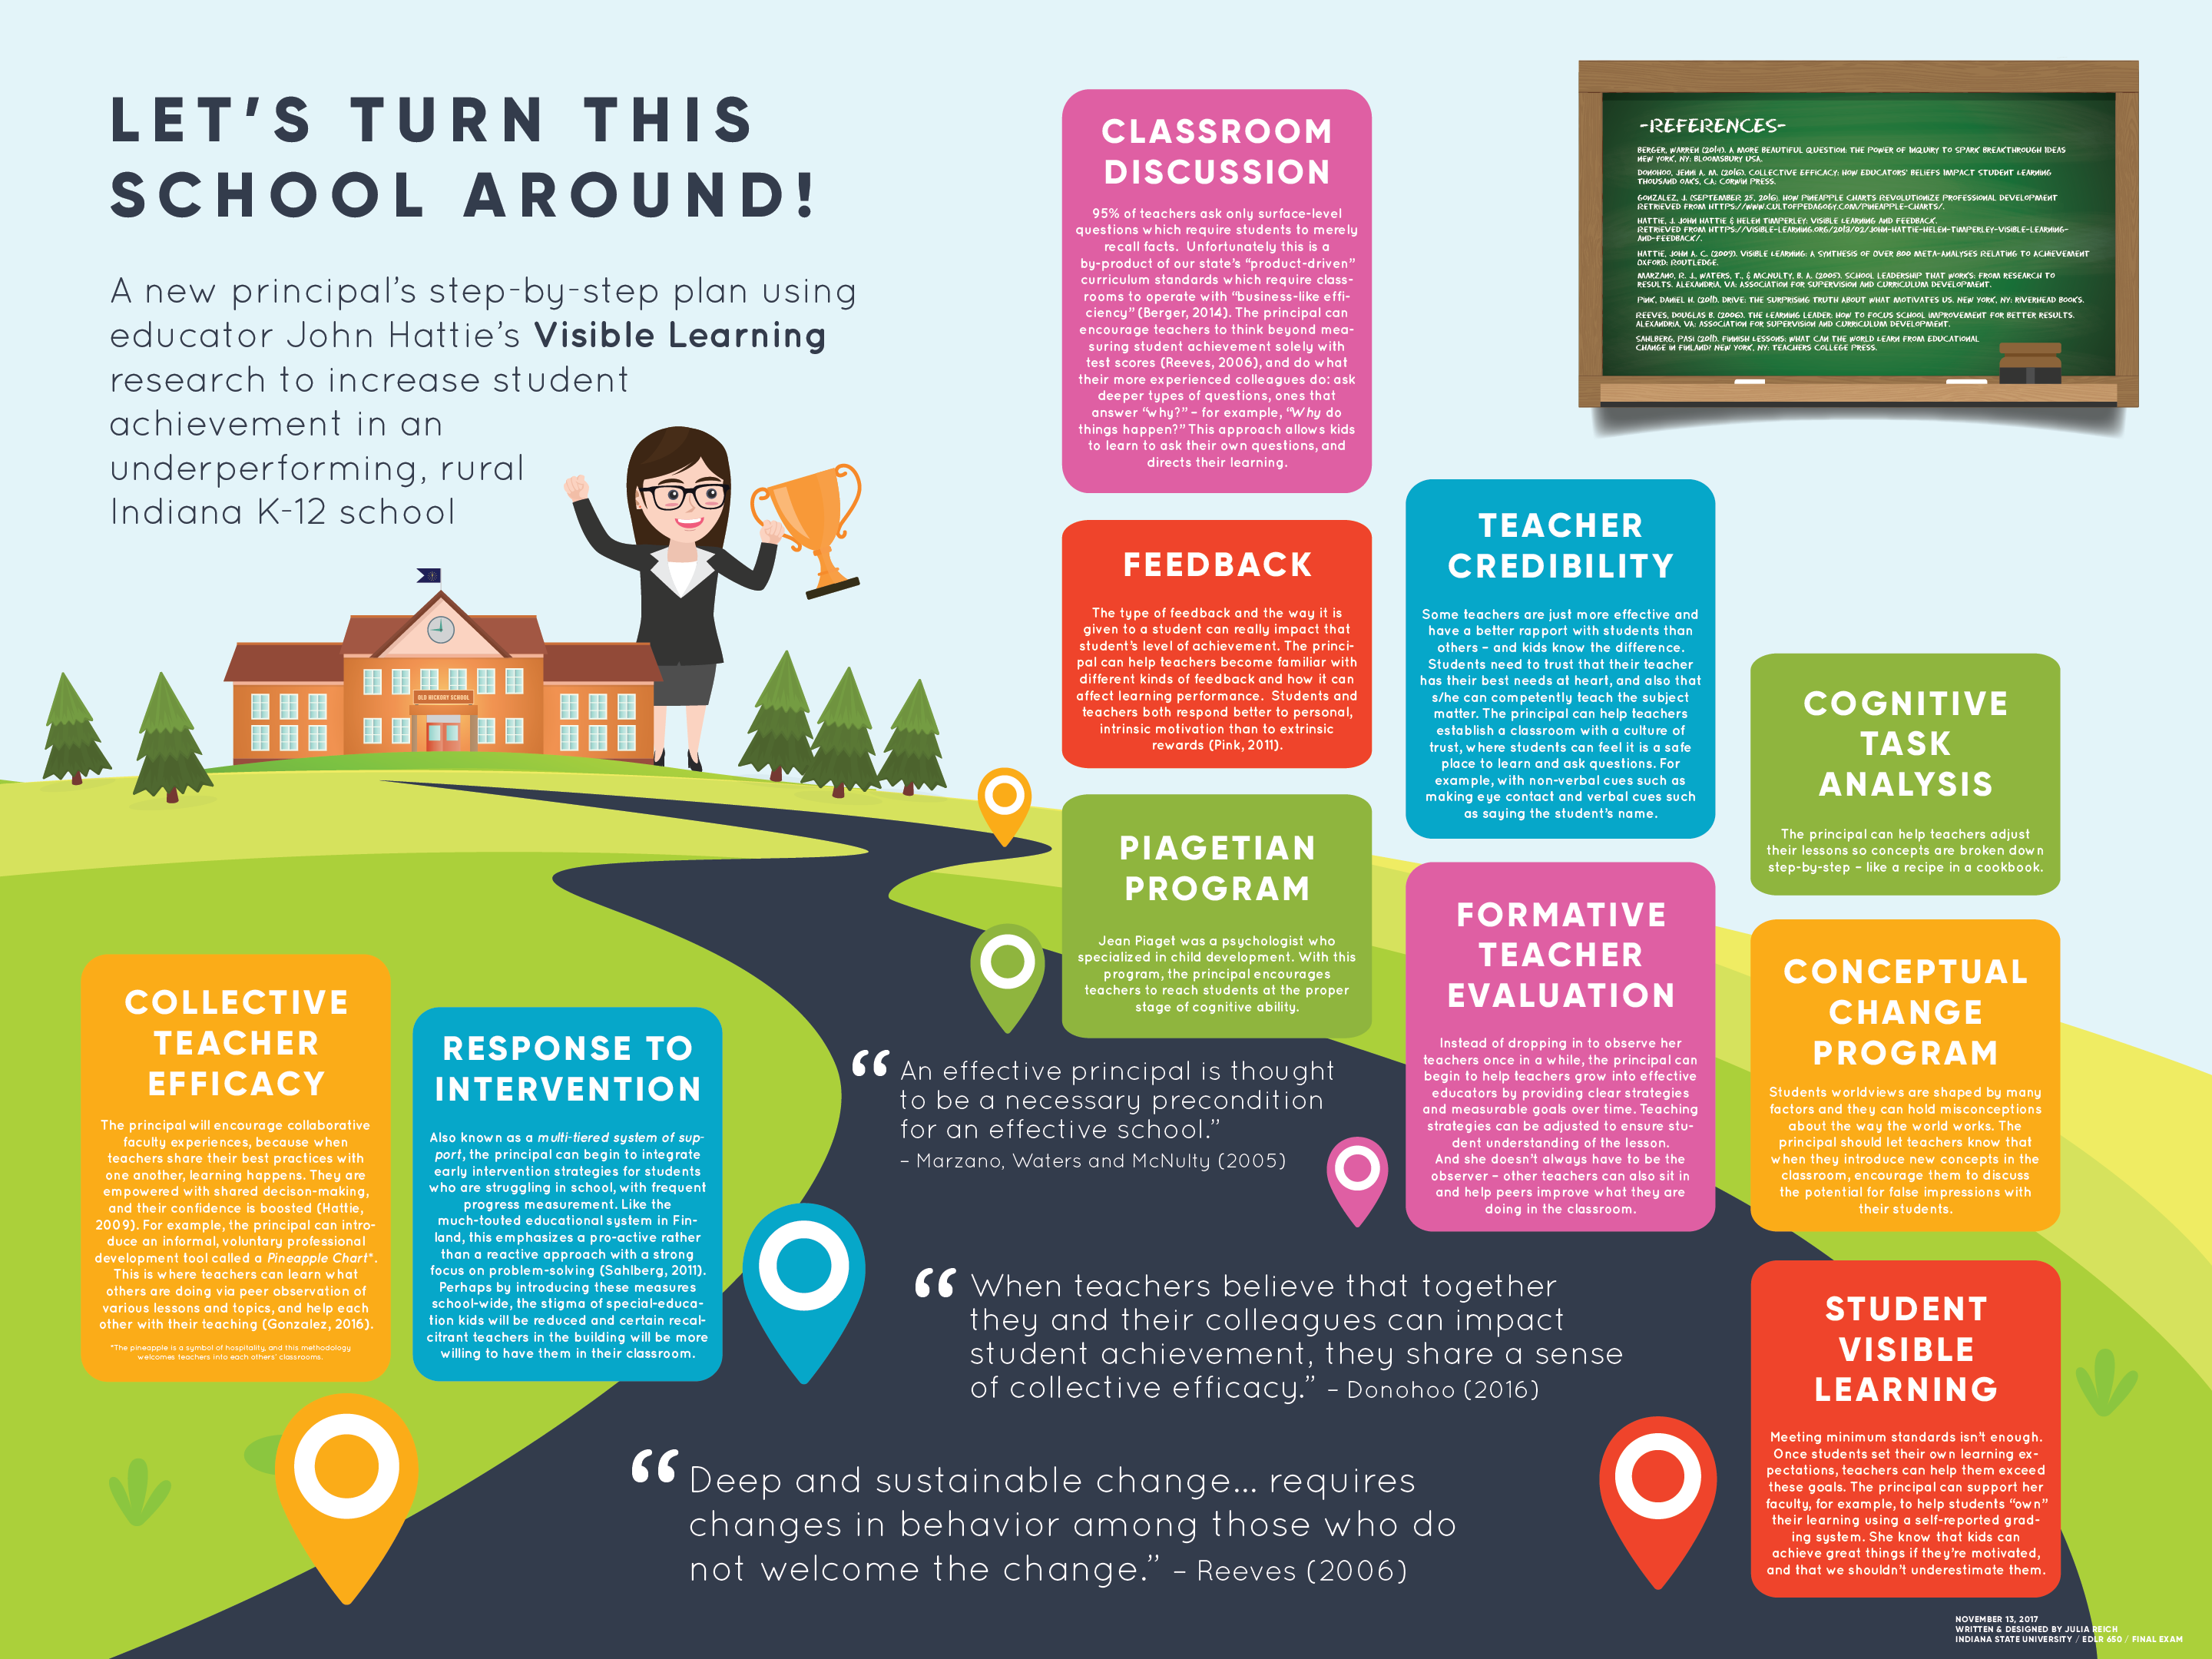 LET'S TURN THIS
SCHOOL AROUND!
A new principal's step-by-step plan using
educator John Hattie's Visible Learning
research to increase student
achievement in an
underperforming, rural
Indiana K-12 school
OLD HICKORY SCHOOL
COLLECTIVE
TEACHER
EFFICACY
The principal will encourage collaborative
faculty experiences, because when
teachers share their best practices with
one another, learning happens. They are
empowered with shared decison-making,
and their confidence is boosted (Hattie,
2009). For example, the principal can intro-
duce an informal, voluntary professional
development tool called a Pineapple Chart*.
This is where teachers can learn what
others are doing via peer observation of
various lessons and topics, and help each
other with their teaching (Gonzalez, 2016).
*The pineapple is a symbol of hospitality, and this methodology
welcomes teachers into each others' classrooms.
RESPONSE TO
INTERVENTION
Also known as a multi-tiered system of sup-
port, the principal can begin to integrate
early intervention strategies for students
who are struggling in school, with frequent
progress measurement. Like the
much-touted educational system in Fin-
land, this emphasizes a pro-active rather
than a reactive approach with a strong
focus on problem-solving (Sahlberg, 2011).
Perhaps by introducing these measures
school-wide, the stigma of special-educa-
tion kids will be reduced and certain recal-
citrant teachers in the building will be more
willing to have them in their classroom.
CLASSROOM
DISCUSSION
95% of teachers ask only surface-level
questions which require students to merely
recall facts. Unfortunately this is a
by-product of our state's "product-driven"
curriculum standards which require class-
rooms to operate with "business-like effi-
ciency" (Berger, 2014). The principal can
encourage teachers to think beyond mea-
suring student achievement solely with
test scores (Reeves, 2006), and do what
their more experienced colleagues do: ask
deeper types of questions, ones that
answer "why?" – for example, "Why do
things happen?" This approach allows kids
to learn to ask their own questions, and
directs their learning.
FEEDBACK
The type of feedback and the way it is
given to a student can really impact that
student's level of achievement. The princi-
pal can help teachers become familiar with
different kinds of feedback and how it can
affect learning performance. Students and
teachers both respond better to personal,
intrinsic motivation than to extrinsic
rewards (Pink, 2011).
PIAGETIAN
PROGRAM
Jean Piaget was a psychologist who
specialized in child development. With this
program, the principal encourages
teachers to reach students at the proper
stage of cognitive ability.
TEACHER
CREDIBILITY
Some teachers are just more effective and
have a better rapport with students than
others – and kids know the difference.
Students need to trust that their teacher
has their best needs at heart, and also that
s/he can competently teach the subject
matter. The principal can help teachers
establish a classroom with a culture of
trust, where students can feel it is a safe
place to learn and ask questions. For
example, with non-verbal cues such as
making eye contact and verbal cues such
as saying the student's name.
FORMATIVE
TEACHER
EVALUATION
Instead of dropping in to observe her
teachers once in a while, the principal can
begin to help teachers grow into effective
educators by providing clear strategies
and measurable goals over time. Teaching
strategies can be adjusted to ensure stu-
dent understanding of the lesson.
And she doesn't always have to be the
observer – other teachers can also sit in
and help peers improve what they are
doing in the classroom.
COGNITIVE
TASK
ANALYSIS
The principal can help teachers adjust
their lessons so concepts are broken down
step-by-step – like a recipe in a cookbook.
CONCEPTUAL
CHANGE
PROGRAM
Students worldviews are shaped by many
factors and they can hold misconceptions
about the way the world works. The
principal should let teachers know that
when they introduce new concepts in the
classroom, encourage them to discuss
the potential for false impressions with
their students.
STUDENT
VISIBLE
LEARNING
Meeting minimum standards isn't enough.
Once students set their own learning ex-
pectations, teachers can help them exceed
these goals. The principal can support her
faculty, for example, to help students "own"
their learning using a self-reported grad-
ing system. She know that kids can
achieve great things if they're motivated,
and that we shouldn't underestimate them.
"An effective principal is thought
to be a necessary precondition
for an effective school."
– Marzano, Waters and McNulty (2005)
"When teachers believe that together
they and their colleagues can impact
student achievement, they share a sense
of collective efficacy." – Donohoo (2016)
"Deep and sustainable change... requires
changes in behavior among those who do
not welcome the change." – Reeves (2006)
-REFERENCES-
BERGER, WARREN (2014). A MORE BEAUTIFUL QUESTION: THE POWER OF INQUIRY TO SPARK BREAKTHROUGH IDEAS
NEW YORK, NY: BLOOMSBURY USA.
DONOHOO, JENNI A. M. (2016). COLLECTIVE EFFICACY: HOW EDUCATORS' BELIEFS IMPACT STUDENT LEARNING
THOUSAND OAKS, CA: CORWIN PRESS.
GONZALEZ, J. (SEPTEMBER 25, 2016). HOW PINEAPPLE CHARTS REVOLUTIONIZE PROFESSIONAL DEVELOPMENT
RETRIEVED FROM HTTPS://WWW.CULTOFPEDAGOGY.COM/PINEAPPLE-CHARTS/.
HATTIE, J. JOHN HATTIE & HELEN TIMPERLEY: VISIBLE LEARNING AND FEEDBACK.
RETRIEVED FROM HTTPS://VISIBLE-LEARNING.ORG/2013/02/JOHN-HATTIE-HELEN-TIMPERLEY-VISIBLE-LEARNING-
AND-FEEDBACK/.
HATTIE, JOHN A. C. (2009). VISIBLE LEARNING: A SYNTHESIS OF OVER 800 META-ANALYSES RELATING TO ACHIEVEMENT
OXFORD: ROUTLEDGE.
MARZANO, R. J., WATERS, T., & MCNULTY, B. A. (2005). SCHOOL LEADERSHIP THAT WORKS: FROM RESEARCH TO
RESULTS. ALEXANDRIA, VA: ASSOCIATION FOR SUPERVISION AND CURRICULUM DEVELOPMENT.
PINK, DANIEL H. (2011). DRIVE: THE SURPRISING TRUTH ABOUT WHAT MOTIVATES US. NEW YORK, NY: RIVERHEAD BOOKS.
REEVES, DOUGLAS B. (2006). THE LEARNING LEADER: HOW TO FOCUS SCHOOL IMPROVEMENT FOR BETTER RESULTS.
ALEXANDRIA, VA: ASSOCIATION FOR SUPERVISION AND CURRICULUM DEVELOPMENT.
SAHLBERG, PASI (2011). FINNISH LESSONS: WHAT CAN THE WORLD LEARN FROM EDUCATIONAL
CHANGE IN FINLAND? NEW YORK, NY: TEACHERS COLLEGE PRESS.
NOVEMBER 13, 2017
WRITTEN & DESIGNED BY JULIA REICH
INDIANA STATE UNIVERSITY / EDLR 650 / FINAL EXAM